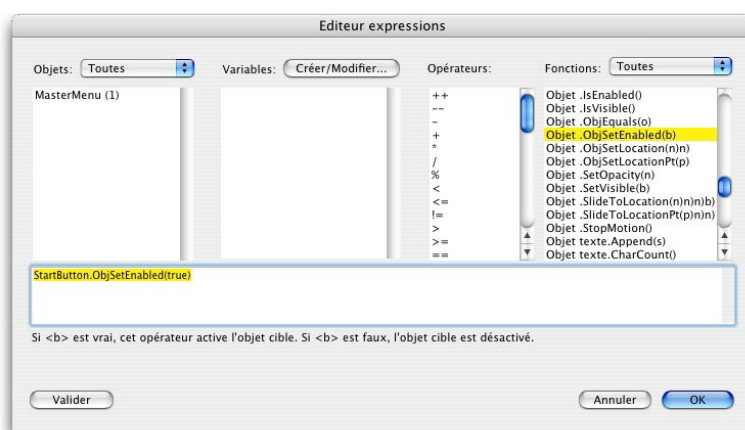 Editeur expressions
Objets: Toutes
Variables: Créer/Modifier...
Opérateurs:
Fonctions: Toutes
MasterMenu (1)
++
--
-
+
*
/
%
<
<=
!=
>
>=
==
Objet .IsEnabled()
Objet .IsVisible()
Objet .ObjEquals(o)
Objet .ObjSetEnabled(b)
Objet .ObjSetLocation(n)n)
Objet .ObjSetLocationPt(p)
Objet .SetOpacity(n)
Objet .SetVisible(b)
Objet .SlideToLocation(n)n)n)b)
Objet .SlideToLocationPt(p)n)n)
Objet .StopMotion()
Objet texte.Append(s)
Objet texte.CharCount()
StartButton.ObjSetEnabled(true)
Si <b> est vrai, cet opérateur active l'objet cible. Si <b> est faux, l'objet cible est désactivé.
Valider
Annuler
OK